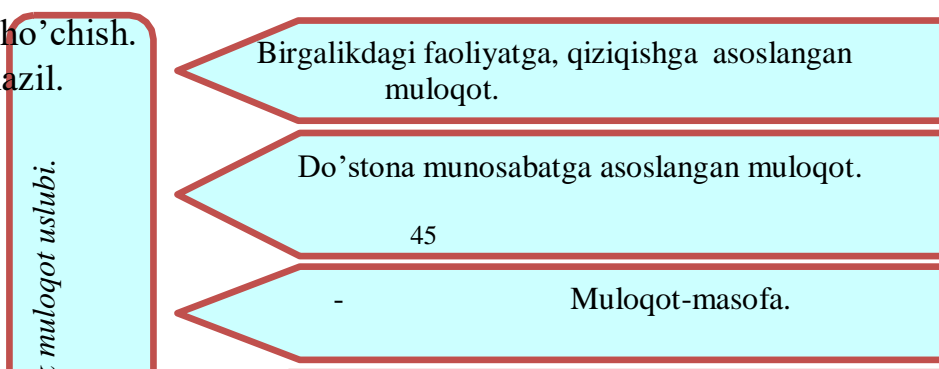 ho’chish.
azil.
Birgalikdagi faoliyatga, qiziqishga asoslangan
muloqot.
Do’stona munosabatga asoslangan muloqot.
45
- Muloqot-masofa.
muloqot uslubi.